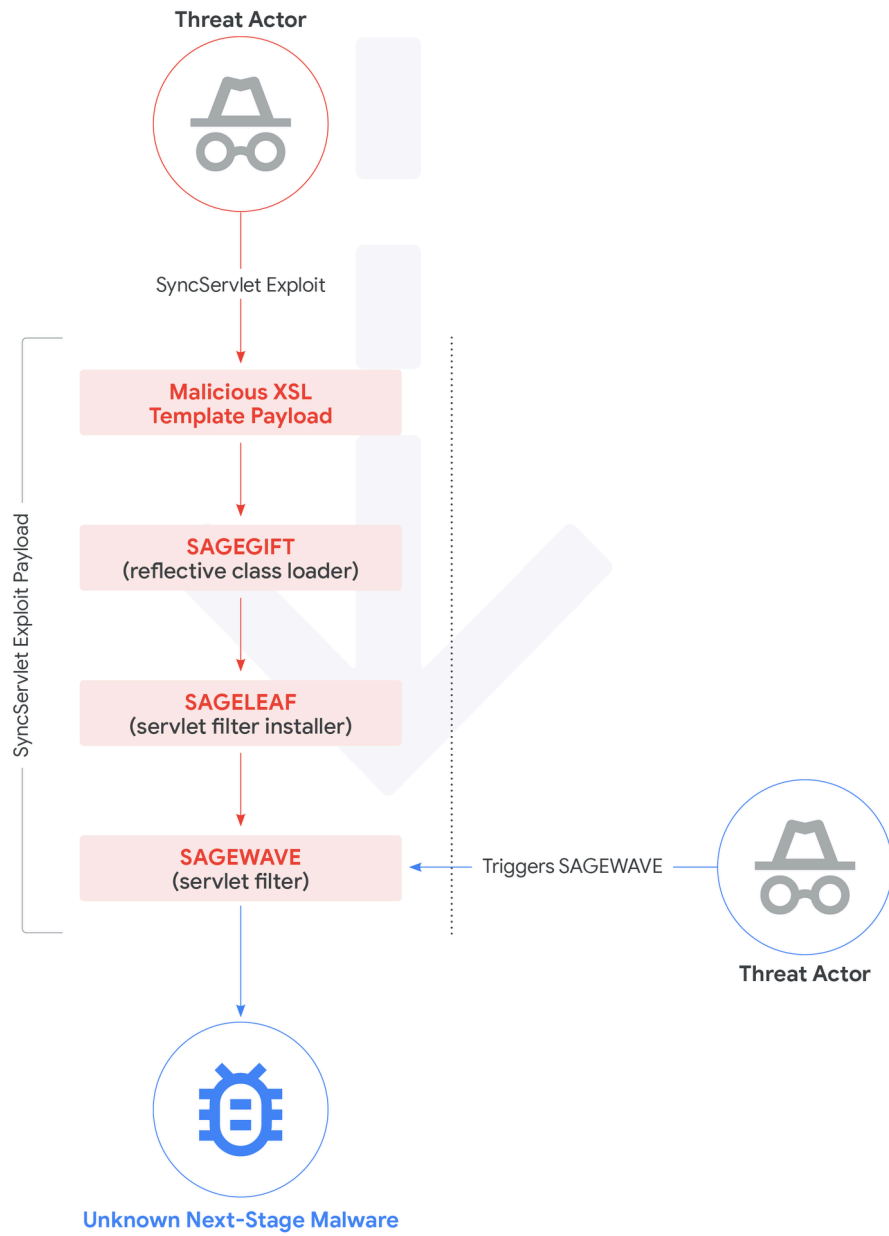 Threat Actor
SyncServlet Exploit
SyncServlet Exploit Payload
Malicious XSL
Template Payload
SAGEGIFT
(reflective class loader)
SAGELEAF
(servlet filter installer)
SAGEWAVE
(servlet filter)
Triggers SAGEWAVE
Threat Actor
Unknown Next-Stage Malware